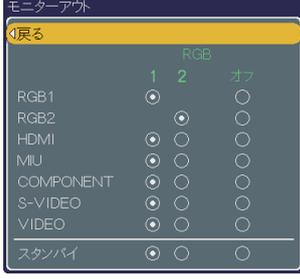 モニターアウト
戻る
RGB
1 2 オフ
RGB1
RGB2
HDMI
MIU
COMPONENT
S-VIDEO
VIDEO
スタンバイ